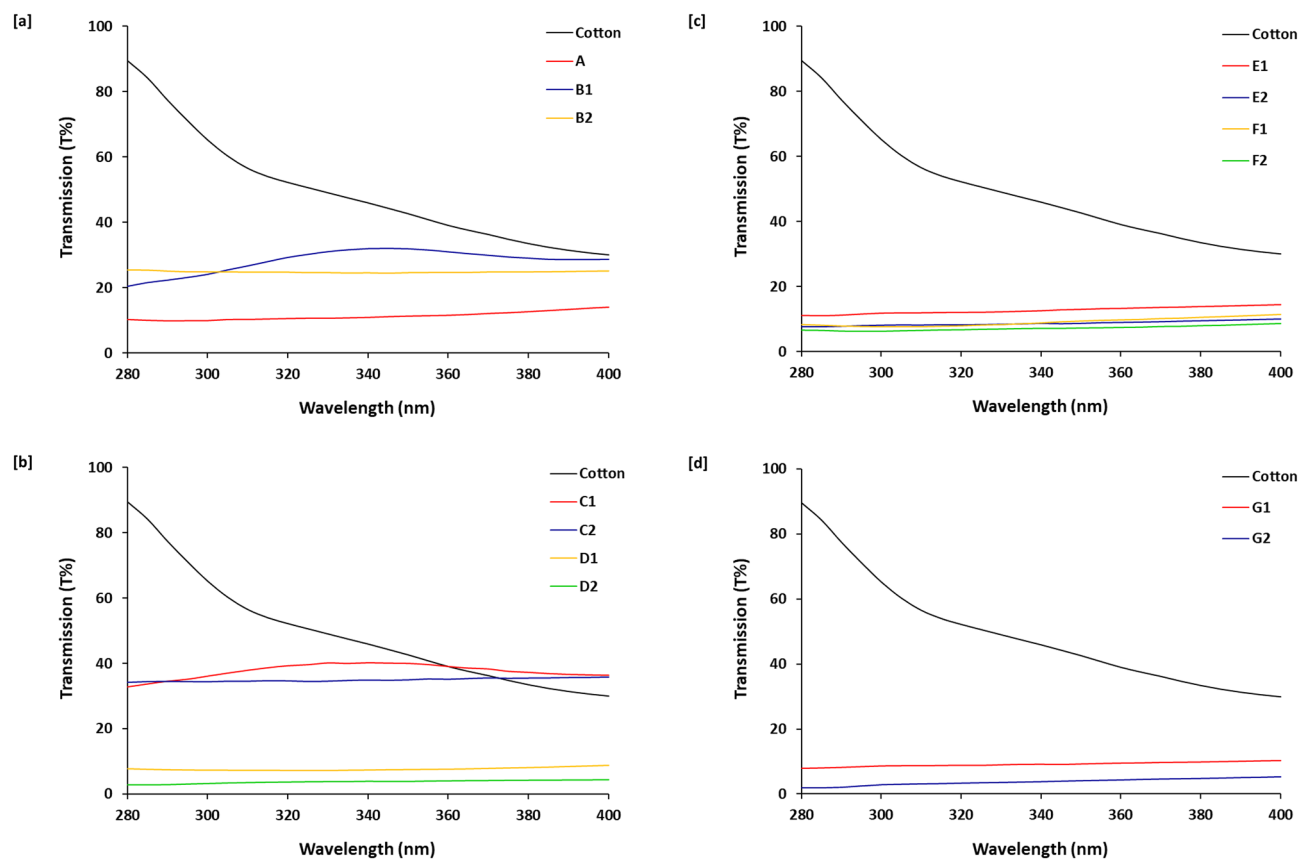 [a]
Transmission (T%)
100
80
60
40
20
0
280 300 320 340 360 380 400
Wavelength (nm)
Cotton
A
B1
B2
[c]
Transmission (T%)
100
80
60
40
20
0
280 300 320 340 360 380 400
Wavelength (nm)
Cotton
E1
E2
F1
F2
[b]
Transmission (T%)
100
80
60
40
20
0
280 300 320 340 360 380 400
Wavelength (nm)
Cotton
C1
C2
D1
D2
[d]
Transmission (T%)
100
80
60
40
20
0
280 300 320 340 360 380 400
Wavelength (nm)
Cotton
G1
G2